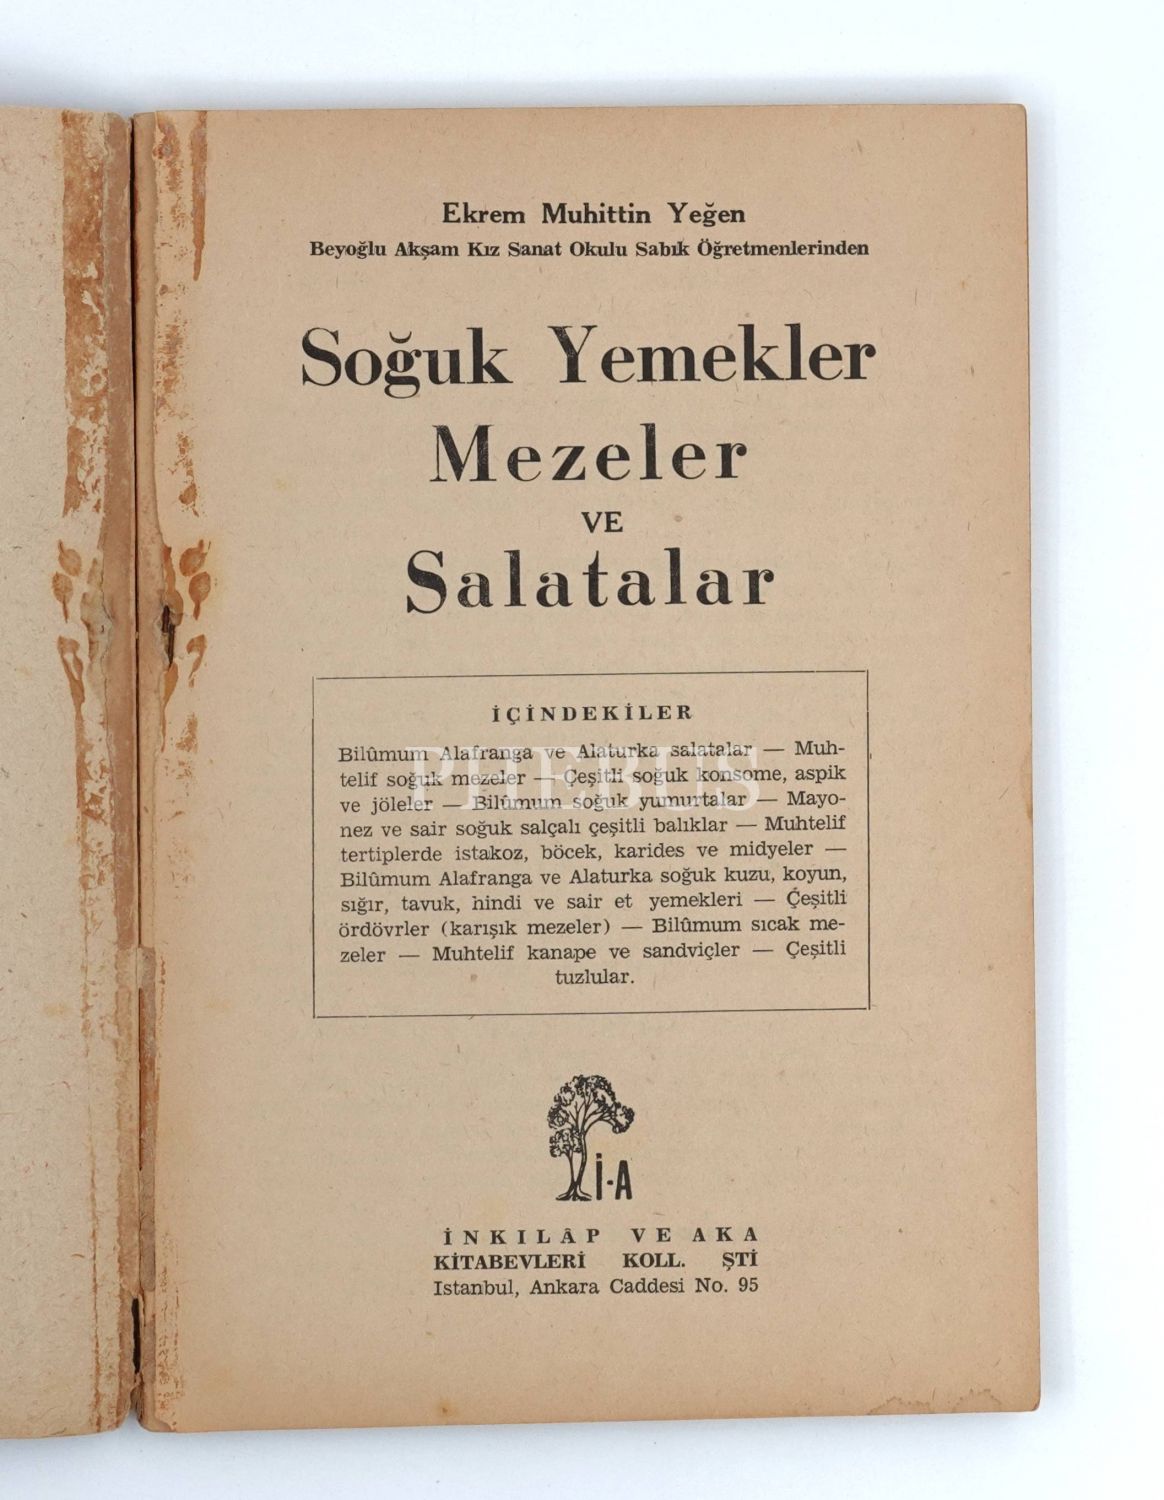 Ekrem Muhittin Yeğen
Beyoğlu Akşam Kız Sanat Okulu Sabık Öğretmenlerinden
Soğuk Yemekler
Mezeler
VE
Salatalar
İÇİNDEKİLER
Bilûmum Alafranga ve Alaturka salatalar — Muh-
telif soğuk mezeler — Çeşitli soğuk konsome, aspik
ve jöleler — Bilûmum soğuk yumurtalar — Mayo-
nez ve sair soğuk salçalı çeşitli balıklar — Muhtelif
tertiplerde istakoz, böcek, karides ve midyeler —
Bilûmum Alafranga ve Alaturka soğuk kuzu, koyun,
sığır, tavuk, hindi ve sair et yemekleri — Çeşitli
ördövrler (karışık mezeler) — Bilûmum sıcak me-
zeler — Muhtelif kanape ve sandviçler — Çeşitli
tuzlular.
PHEBUS
İ-A
İNKILÂP VE AKA
KİTABEVLERİ KOLL. ŞTİ
Istanbul, Ankara Caddesi No. 95